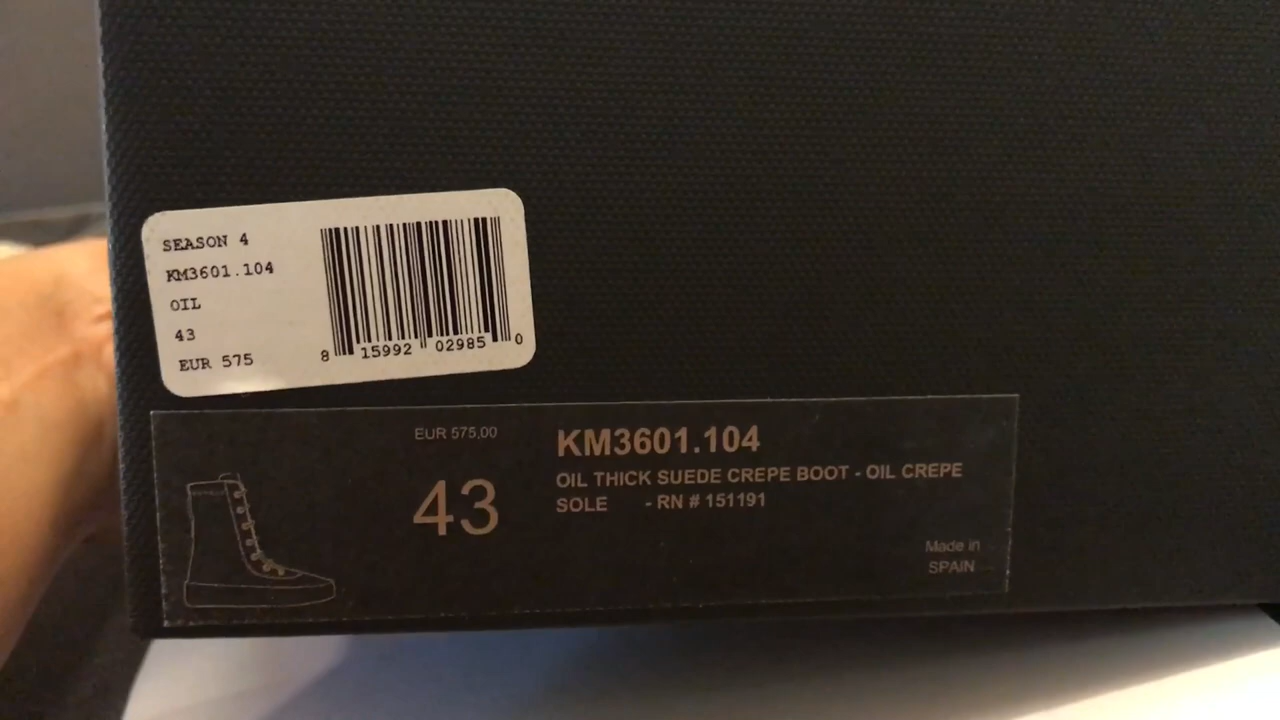 SEASON 4
KM3601.104
OIL
43
EUR 575
8 15992 02985 0
EUR 575,00
43
KM3601.104
OIL THICK SUEDE CREPE BOOT - OIL CREPE
SOLE - RN # 151191
Made in
SPAIN